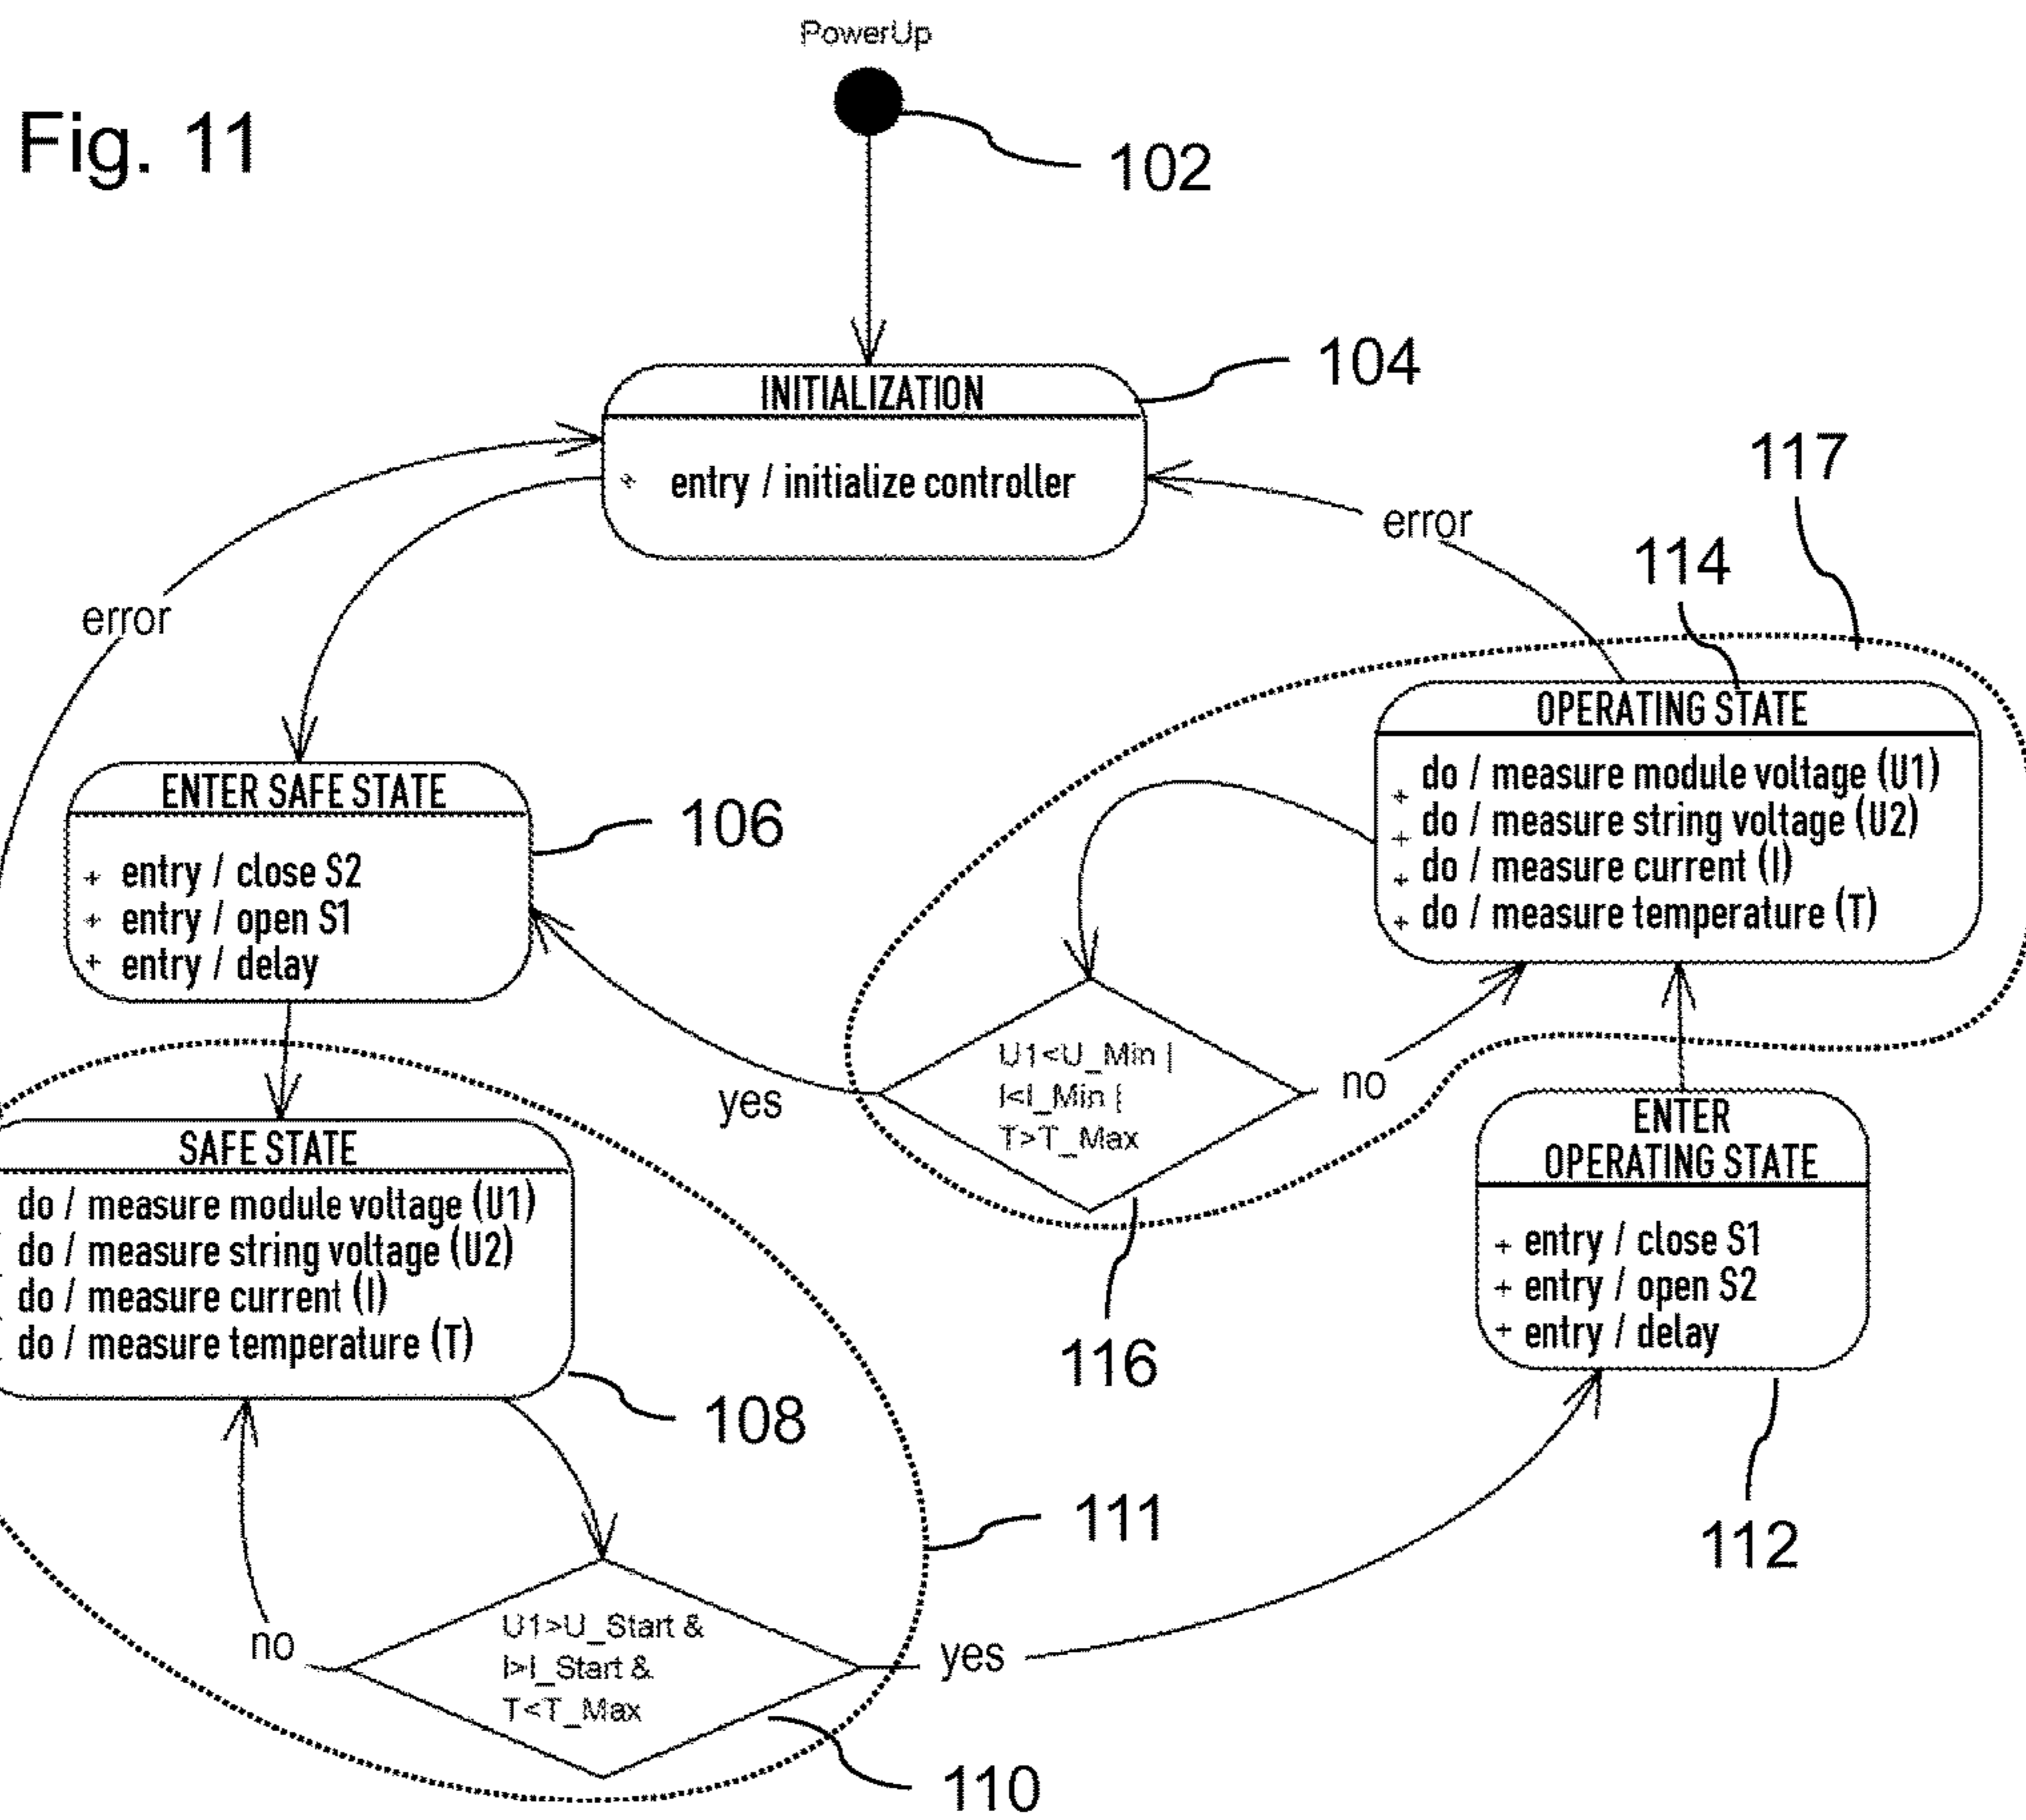 PowerUp
Fig. 11
102
INITIALIZATION
104
+ entry / initialize controller
117
error
114
error
OPERATING STATE
+ do / measure module voltage (U1)
+ do / measure string voltage (U2)
+ do / measure current (I)
+ do / measure temperature (T)
ENTER SAFE STATE
106
+ entry / close S2
+ entry / open S1
+ entry / delay
U1<U_Min |
I<I_Min |
T>T_Max
yes
no
ENTER
OPERATING STATE
+ entry / close S1
+ entry / open S2
+ entry / delay
SAFE STATE
do / measure module voltage (U1)
do / measure string voltage (U2)
do / measure current (I)
do / measure temperature (T)
116
108
111
112
U1>U_Start &
I>I_Start &
T<T_Max
no
yes
110